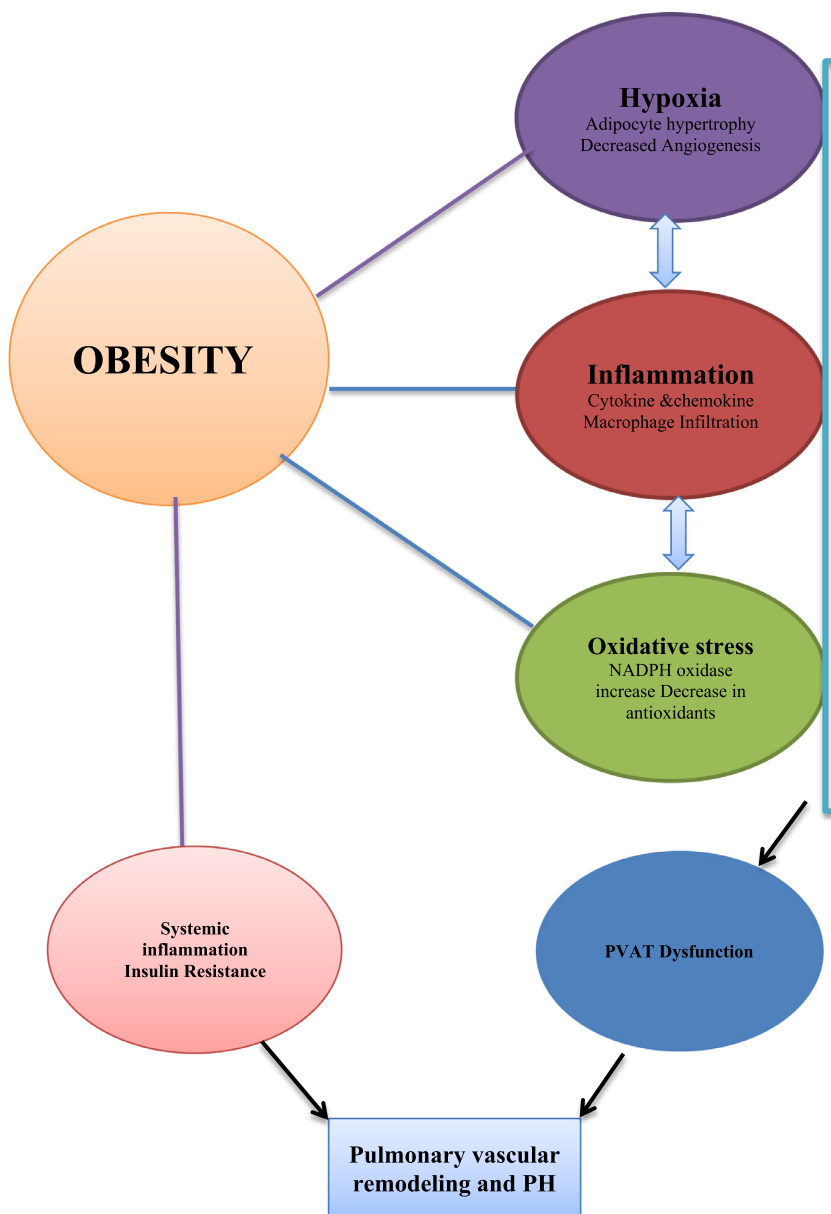 Hypoxia
Adipocyte hypertrophy
Decreased Angiogenesis
OBESITY
Inflammation
Cytokine &chemokine
Macrophage Infiltration
Oxidative stress
NADPH oxidase
increase Decrease in
antioxidants
Systemic
inflammation
Insulin Resistance
PVAT Dysfunction
Pulmonary vascular
remodeling and PH